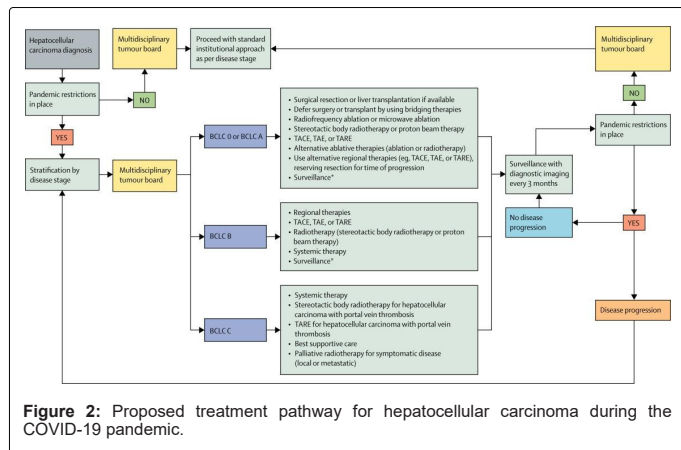 Hepatocellular
carcinoma diagnosis
Multidisciplinary
tumour board
Proceed with standard
institutional approach
as per disease stage
Multidisciplinary
tumour board
Pandemic restrictions
in place
NO
YES
Stratification by
disease stage
Multidisciplinary
tumour board
BCLC 0 or BCLC A
• Surgical resection or liver transplantation if available
• Defer surgery or transplant by using bridging therapies
• Radiofrequency ablation or microwave ablation
• Stereotactic body radiotherapy or proton beam therapy
• TACE, TAE, or TARE
• Alternative ablative therapies (ablation or radiotherapy)
• Use alternative regional therapies (eg, TACE, TAE, or TARE),
reserving resection for time of progression
• Surveillance*
BCLC B
• Regional therapies
• TACE, TAE, or TARE
• Radiotherapy (stereotactic body radiotherapy or proton
beam therapy)
• Systemic therapy
• Surveillance*
BCLC C
• Systemic therapy
• Stereotactic body radiotherapy for hepatocellular
carcinoma with portal vein thrombosis
• TARE for hepatocellular carcinoma with portal vein
thrombosis
• Best supportive care
• Palliative radiotherapy for symptomatic disease
(local or metastatic)
Surveillance with
diagnostic imaging
every 3 months
NO
Pandemic restrictions
in place
No disease
progression
YES
Disease progression
Figure 2: Proposed treatment pathway for hepatocellular carcinoma during the
COVID-19 pandemic.